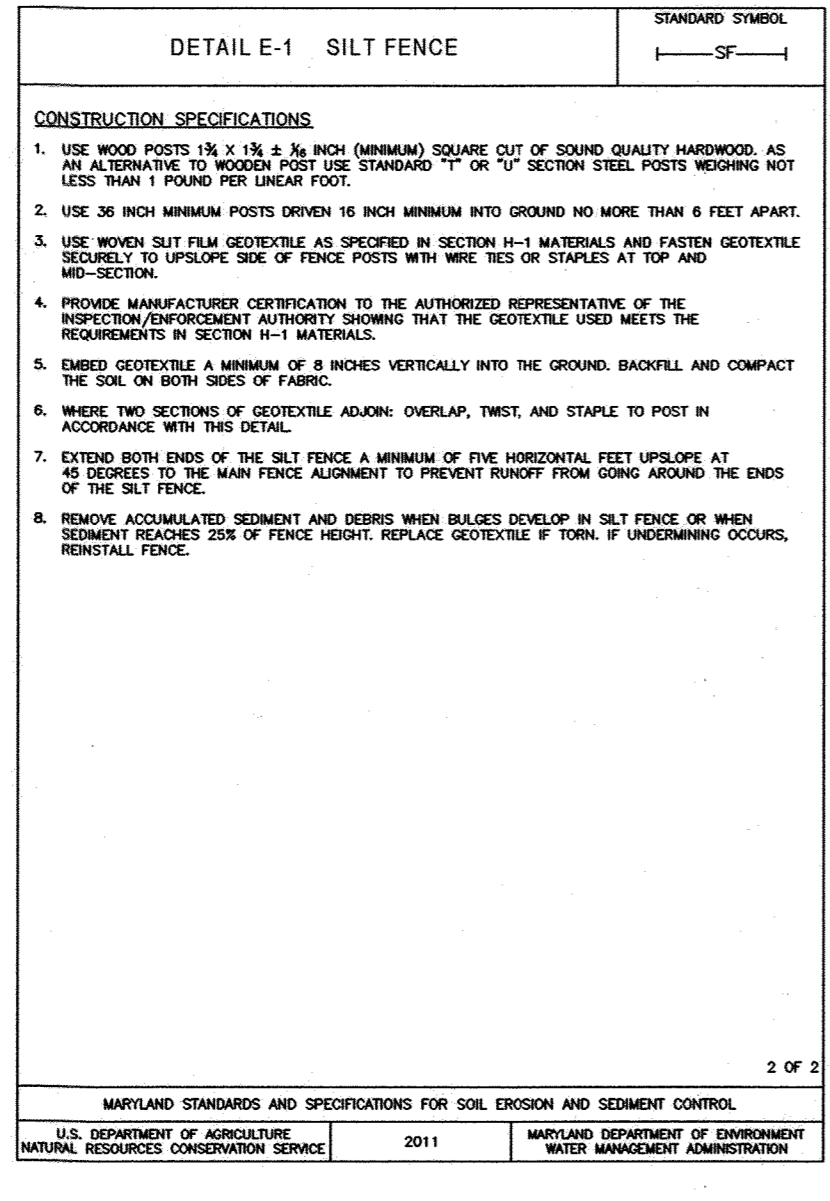 STANDARD SYMBOL
DETAIL E-1 SILT FENCE
|———SF———|
CONSTRUCTION SPECIFICATIONS
1. USE WOOD POSTS 1¾ X 1¾ ± 1⁄16 INCH (MINIMUM) SQUARE CUT OF SOUND QUALITY HARDWOOD. AS
AN ALTERNATIVE TO WOODEN POST USE STANDARD "T" OR "U" SECTION STEEL POSTS WEIGHING NOT
LESS THAN 1 POUND PER LINEAR FOOT.
2. USE 36 INCH MINIMUM POSTS DRIVEN 16 INCH MINIMUM INTO GROUND NO MORE THAN 6 FEET APART.
3. USE WOVEN SLIT FILM GEOTEXTILE AS SPECIFIED IN SECTION H-1 MATERIALS AND FASTEN GEOTEXTILE
SECURELY TO UPSLOPE SIDE OF FENCE POSTS WITH WIRE TIES OR STAPLES AT TOP AND
MID-SECTION.
4. PROVIDE MANUFACTURER CERTIFICATION TO THE AUTHORIZED REPRESENTATIVE OF THE
INSPECTION/ENFORCEMENT AUTHORITY SHOWING THAT THE GEOTEXTILE USED MEETS THE
REQUIREMENTS IN SECTION H-1 MATERIALS.
5. EMBED GEOTEXTILE A MINIMUM OF 8 INCHES VERTICALLY INTO THE GROUND. BACKFILL AND COMPACT
THE SOIL ON BOTH SIDES OF FABRIC.
6. WHERE TWO SECTIONS OF GEOTEXTILE ADJOIN: OVERLAP, TWIST, AND STAPLE TO POST IN
ACCORDANCE WITH THIS DETAIL.
7. EXTEND BOTH ENDS OF THE SILT FENCE A MINIMUM OF FIVE HORIZONTAL FEET UPSLOPE AT
45 DEGREES TO THE MAIN FENCE ALIGNMENT TO PREVENT RUNOFF FROM GOING AROUND THE ENDS
OF THE SILT FENCE.
8. REMOVE ACCUMULATED SEDIMENT AND DEBRIS WHEN BULGES DEVELOP IN SILT FENCE OR WHEN
SEDIMENT REACHES 25% OF FENCE HEIGHT. REPLACE GEOTEXTILE IF TORN. IF UNDERMINING OCCURS,
REINSTALL FENCE.
2 OF 2
MARYLAND STANDARDS AND SPECIFICATIONS FOR SOIL EROSION AND SEDIMENT CONTROL
U.S. DEPARTMENT OF AGRICULTURE
NATURAL RESOURCES CONSERVATION SERVICE
2011
MARYLAND DEPARTMENT OF ENVIRONMENT
WATER MANAGEMENT ADMINISTRATION